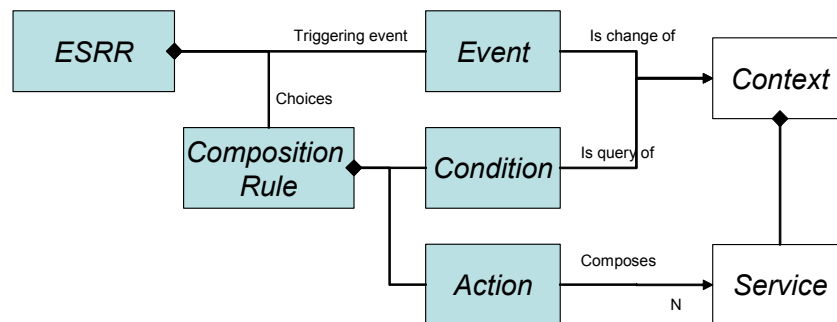 ESRR
Triggering event
Event
Is change of
Context
Choices
Composition
Rule
Condition
Is query of
Action
Composes
N
Service